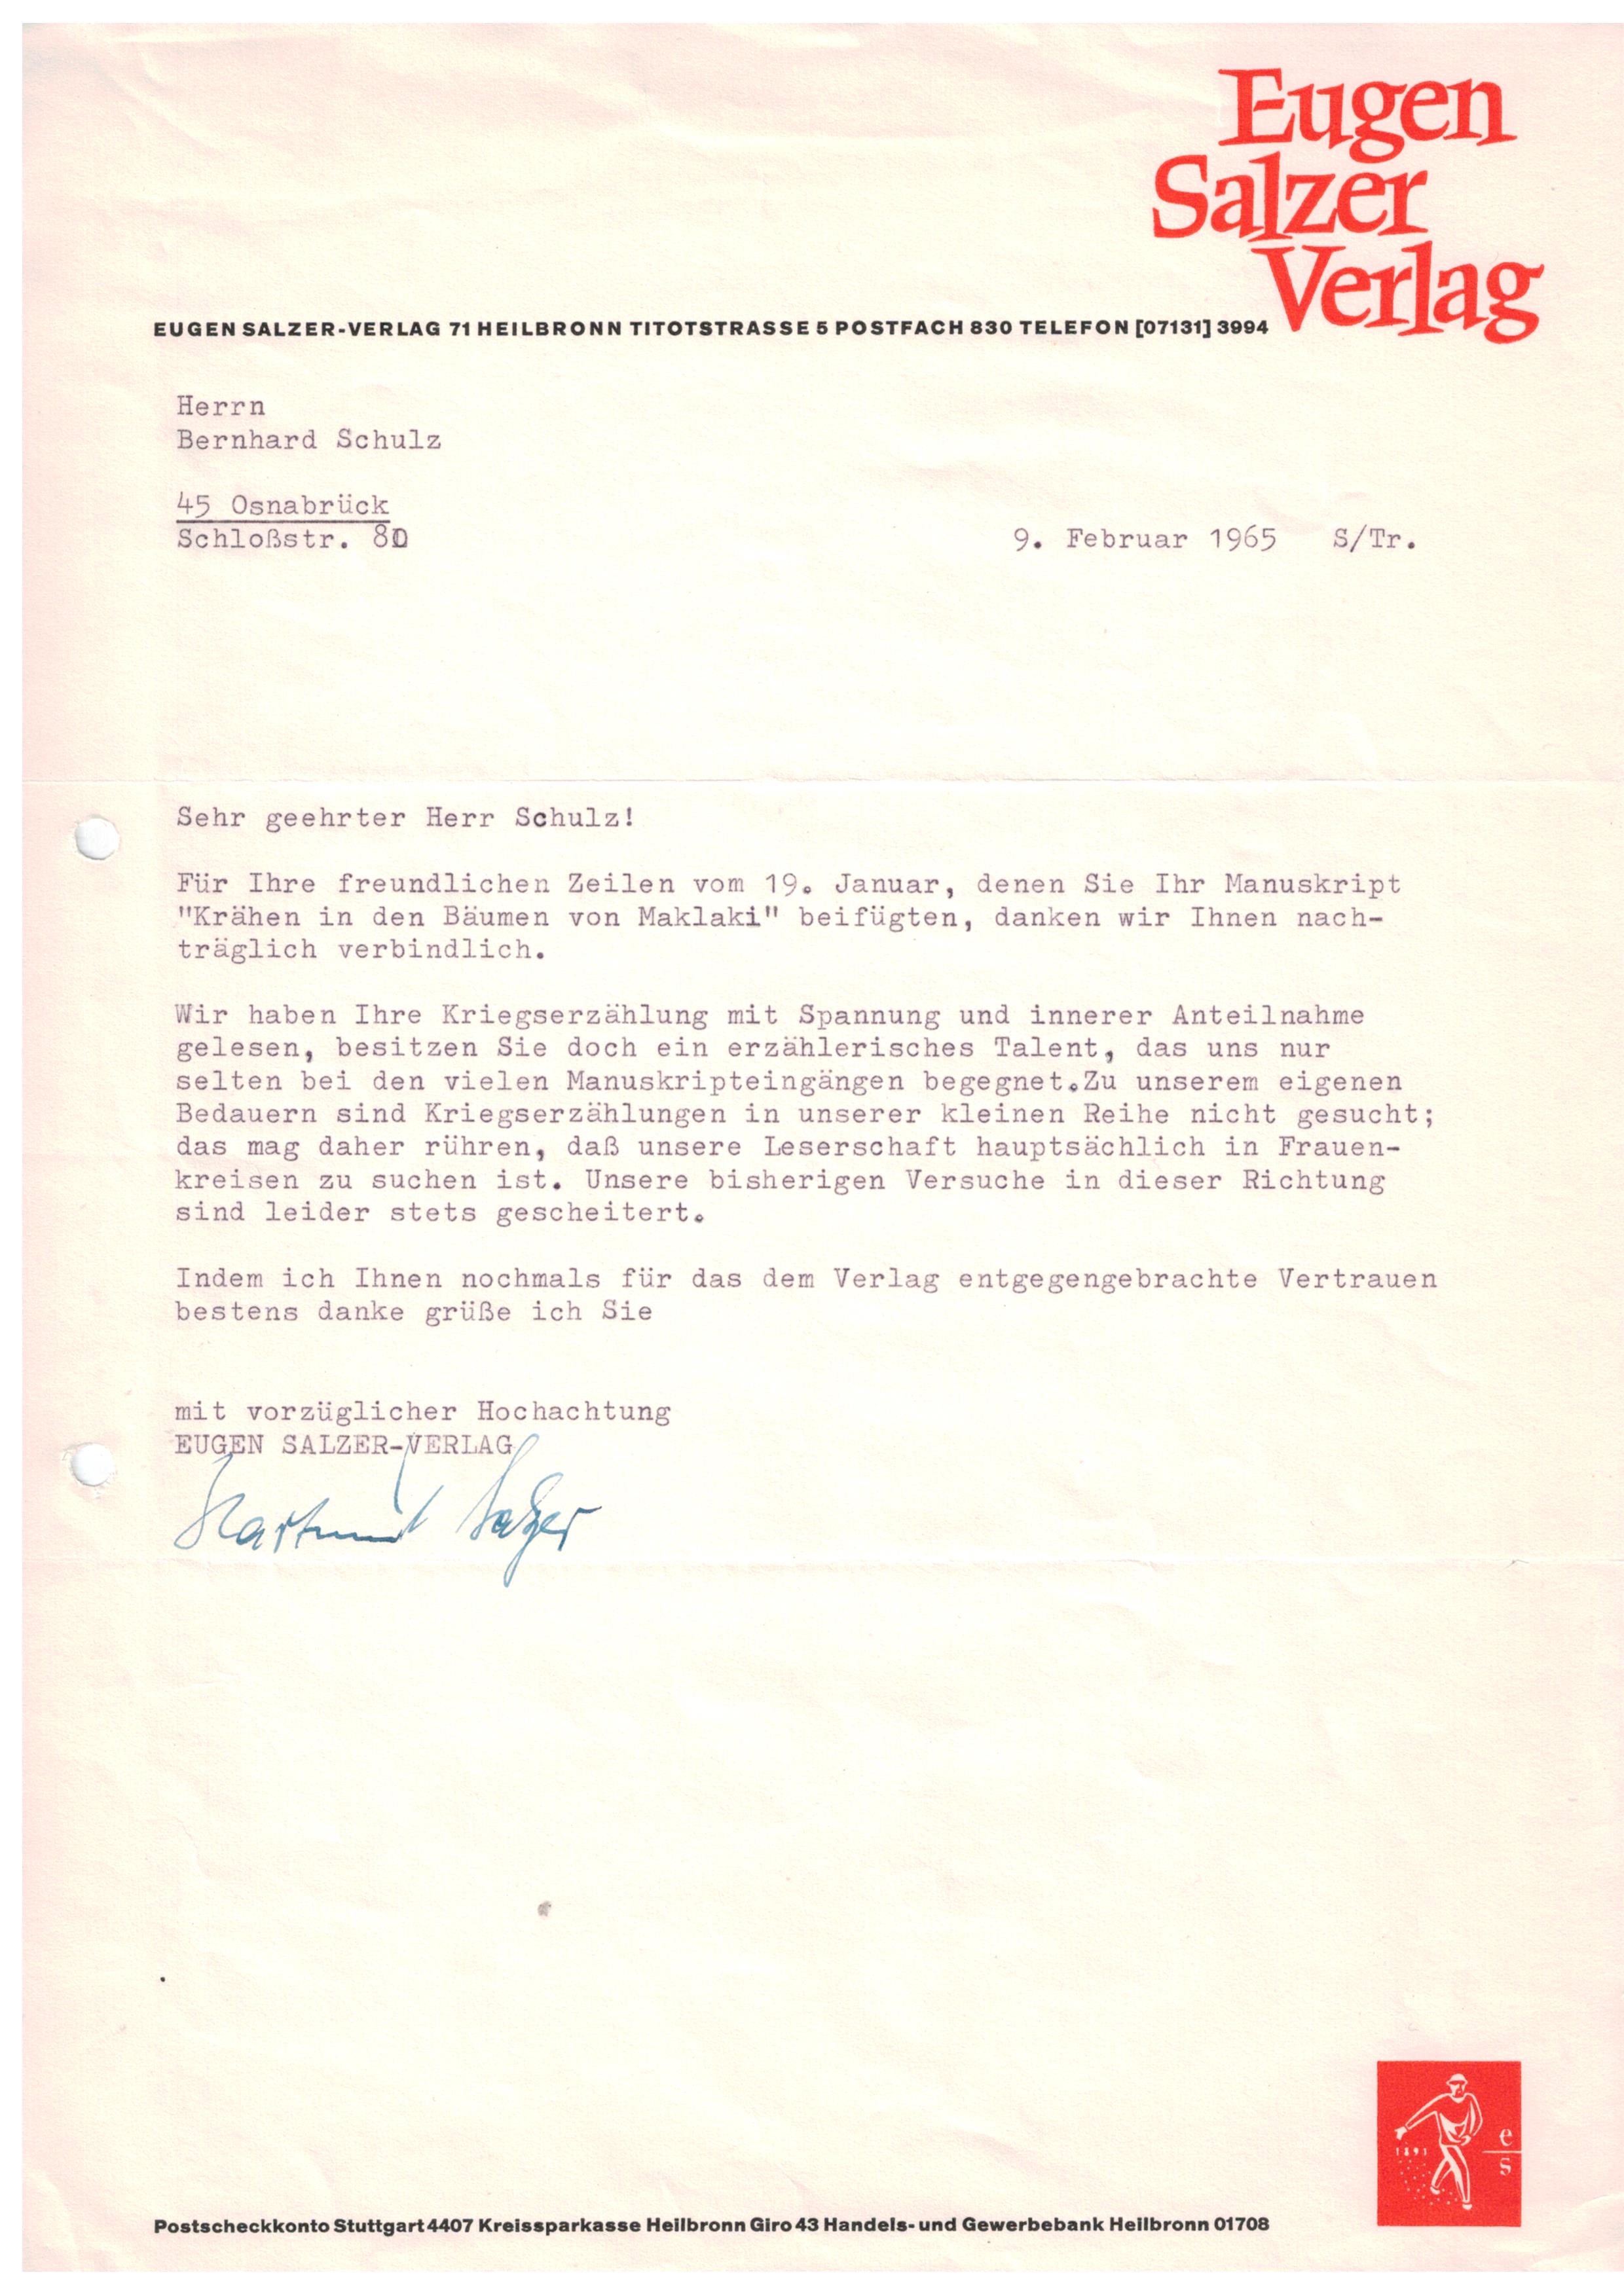 Eugen
Salzer
Verlag
EUGEN SALZER-VERLAG 71 HEILBRONN TITOTSTRASSE 5 POSTFACH 830 TELEFON [07131] 3994
Herrn
Bernhard Schulz
45 Osnabrück
Schloßstr. 80
9. Februar 1965 S/Tr.
Sehr geehrter Herr Schulz!
Für Ihre freundlichen Zeilen vom 19. Januar, denen Sie Ihr Manuskript
"Krähen in den Bäumen von Maklaki" beifügten, danken wir Ihnen nach-
träglich verbindlich.
Wir haben Ihre Kriegserzählung mit Spannung und innerer Anteilnahme
gelesen, besitzen Sie doch ein erzählerisches Talent, das uns nur
selten bei den vielen Manuskripteingängen begegnet.Zu unserem eigenen
Bedauern sind Kriegserzählungen in unserer kleinen Reihe nicht gesucht;
das mag daher rühren, daß unsere Leserschaft hauptsächlich in Frauen-
kreisen zu suchen ist. Unsere bisherigen Versuche in dieser Richtung
sind leider stets gescheitert.
Indem ich Ihnen nochmals für das dem Verlag entgegengebrachte Vertrauen
bestens danke grüße ich Sie
mit vorzüglicher Hochachtung
EUGEN SALZER-VERLAG
Hartmut Salzer
1891
e
s
Postscheckkonto Stuttgart 4407 Kreissparkasse Heilbronn Giro 43 Handels- und Gewerbebank Heilbronn 01708